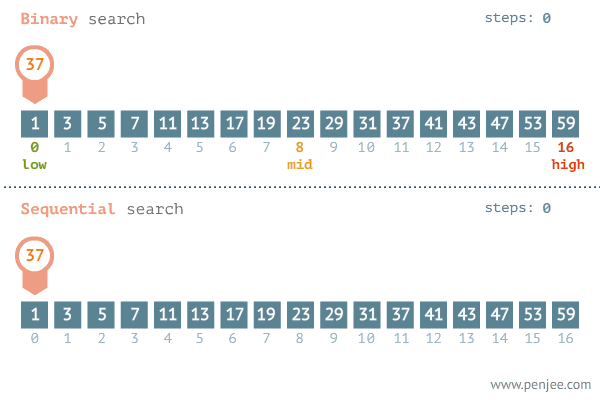 Binary search steps: 0
37
1 3 5 7 11 13 17 19 23 29 31 37 41 43 47 53 59
0 1 2 3 4 5 6 7 8 9 10 11 12 13 14 15 16
low mid high
Sequential search steps: 0
37
1 3 5 7 11 13 17 19 23 29 31 37 41 43 47 53 59
0 1 2 3 4 5 6 7 8 9 10 11 12 13 14 15 16
www.penjee.com